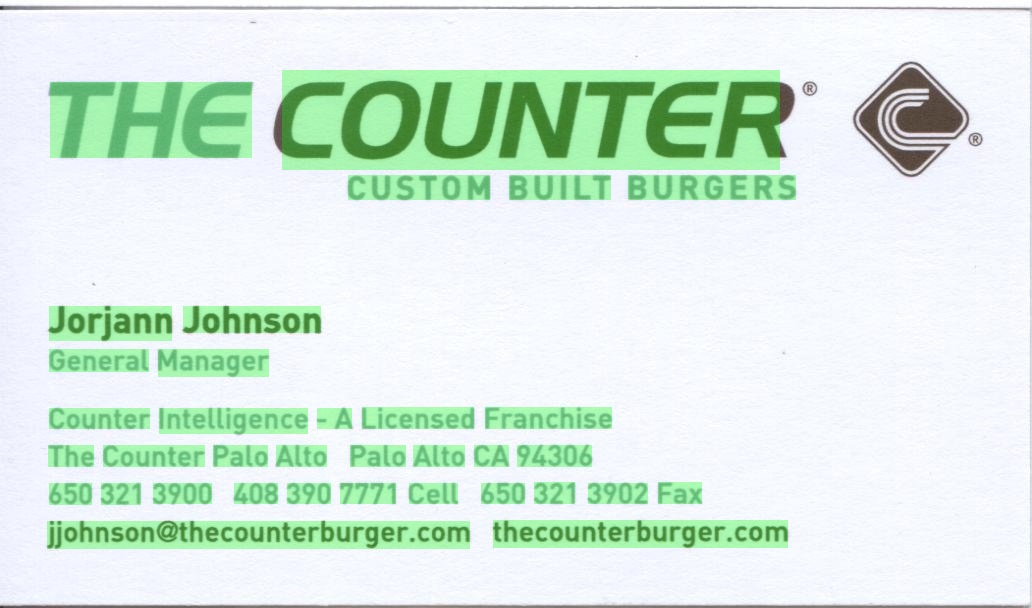 THE COUNTER®
®
CUSTOM BUILT BURGERS
Jorjann Johnson
General Manager
Counter Intelligence - A Licensed Franchise
The Counter Palo Alto Palo Alto CA 94306
650 321 3900 408 390 7771 Cell 650 321 3902 Fax
jjohnson@thecounterburger.com thecounterburger.com